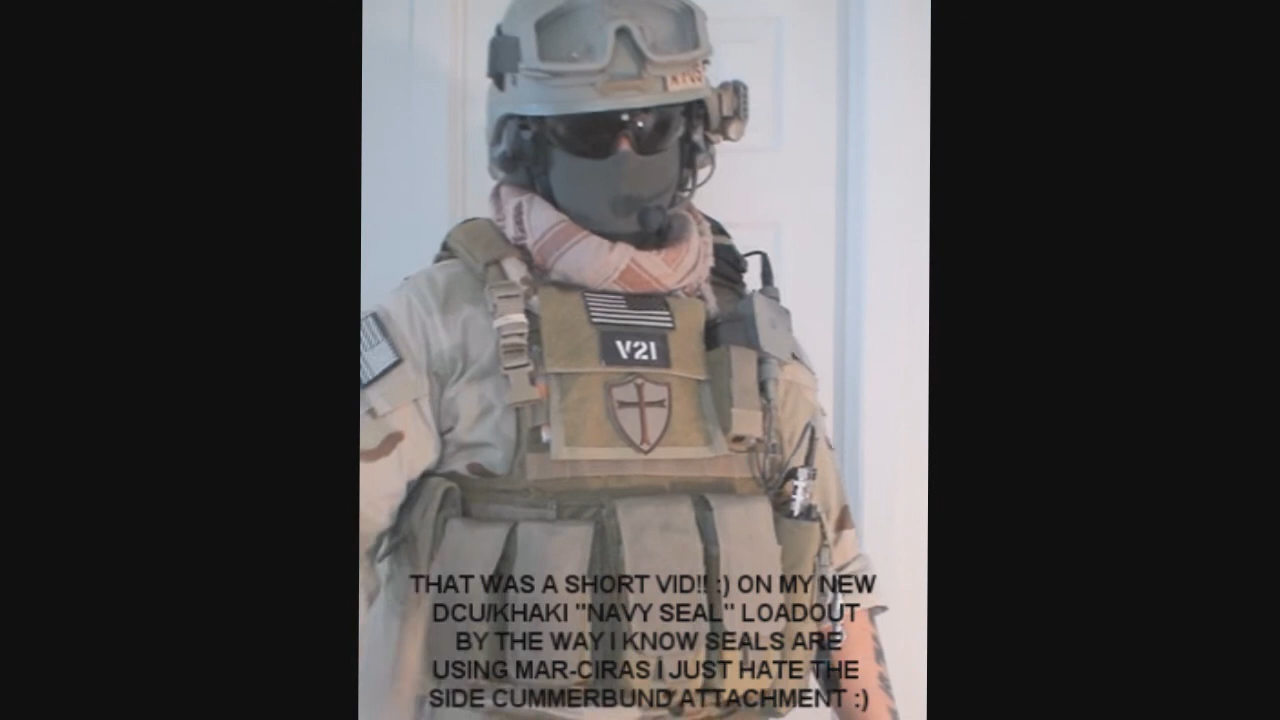 V2I
THAT WAS A SHORT VID!! :) ON MY NEW
DCU/KHAKI "NAVY SEAL" LOADOUT
BY THE WAY I KNOW SEALS ARE
USING MAR-CIRAS I JUST HATE THE
SIDE CUMMERBUND ATTACHMENT :)